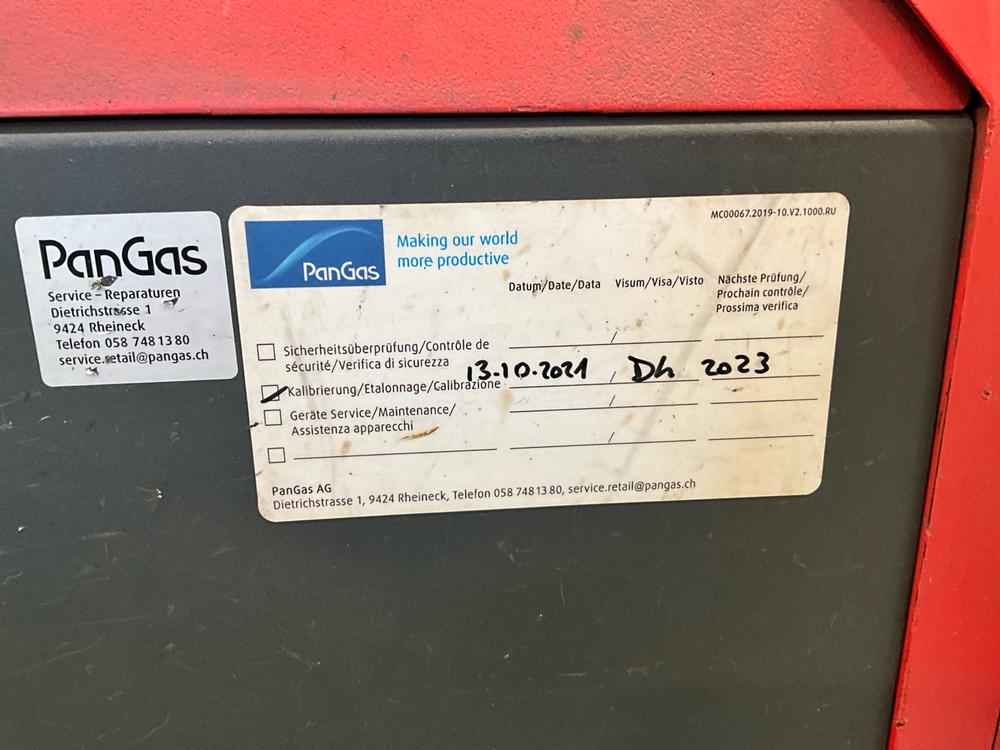 PanGas
Service - Reparaturen
Dietrichstrasse 1
9424 Rheineck
Telefon 058 748 13 80
service.retail@pangas.ch
MC00067.2019-10.V2.1000.RU
PanGas
Making our world
more productive
Datum/Date/Data Visum/Visa/Visto Nächste Prüfung/
Prochain contrôle/
Prossima verifica
Sicherheitsüberprüfung/Contrôle de /
sécurité/Verifica di sicurezza
Kalibrierung/Etalonnage/Calibrazione 13.10.2021 / Dh 2023
Geräte Service/Maintenance/ /
Assistenza apparecchi
/
PanGas AG
Dietrichstrasse 1, 9424 Rheineck, Telefon 058 748 13 80, service.retail@pangas.ch